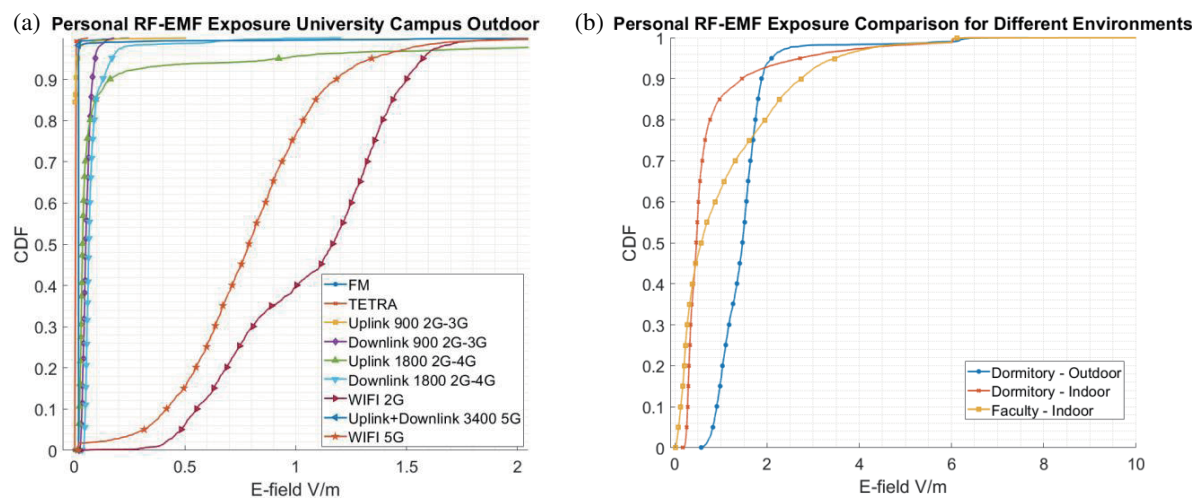 (a) Personal RF-EMF Exposure University Campus Outdoor
0.9
0.8
0.7
0.6
0.5
0.4
0.3
0.2
0.1
0
CDF
FM
TETRA
Uplink 900 2G-3G
Downlink 900 2G-3G
Uplink 1800 2G-4G
Downlink 1800 2G-4G
WIFI 2G
Uplink+Downlink 3400 5G
WIFI 5G
0 0.5 1 1.5 2
E-field V/m
(b) Personal RF-EMF Exposure Comparison for Different Environments
1
0.9
0.8
0.7
0.6
0.5
0.4
0.3
0.2
0.1
0
CDF
Dormitory - Outdoor
Dormitory - Indoor
Faculty - Indoor
0 2 4 6 8 10
E-field V/m